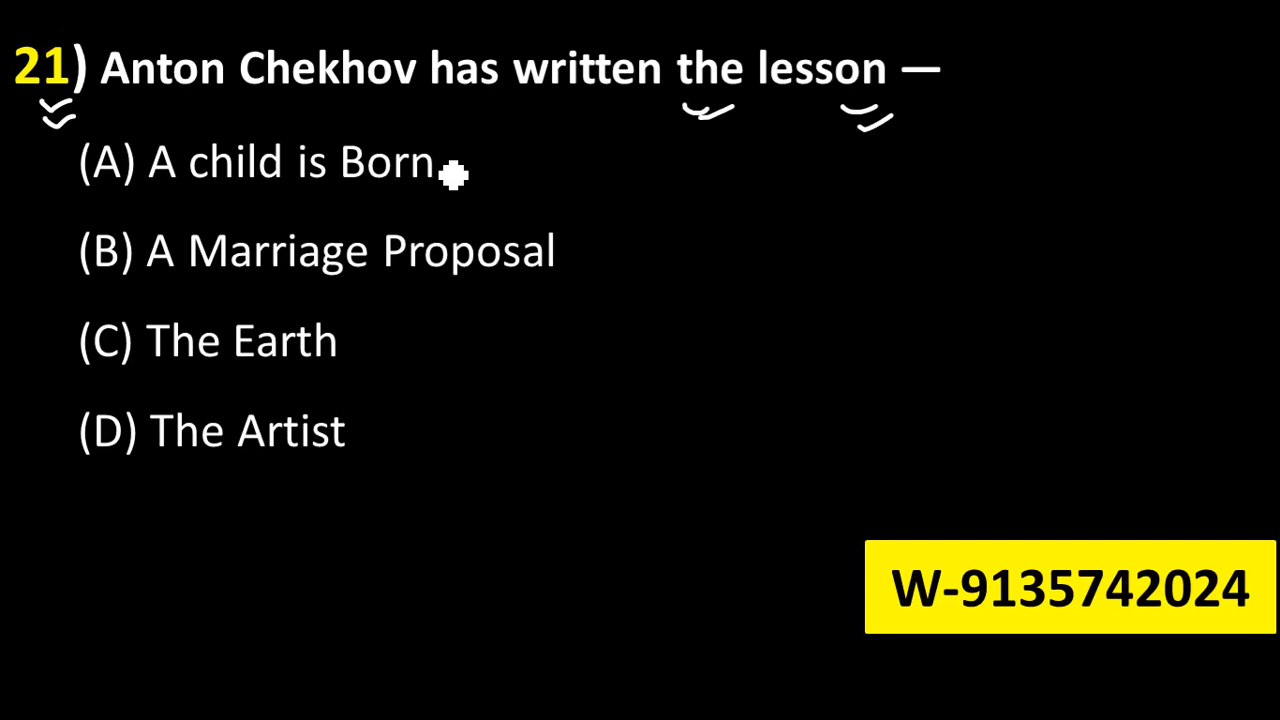 21) Anton Chekhov has written the lesson —
(A) A child is Born
(B) A Marriage Proposal
(C) The Earth
(D) The Artist
W-9135742024